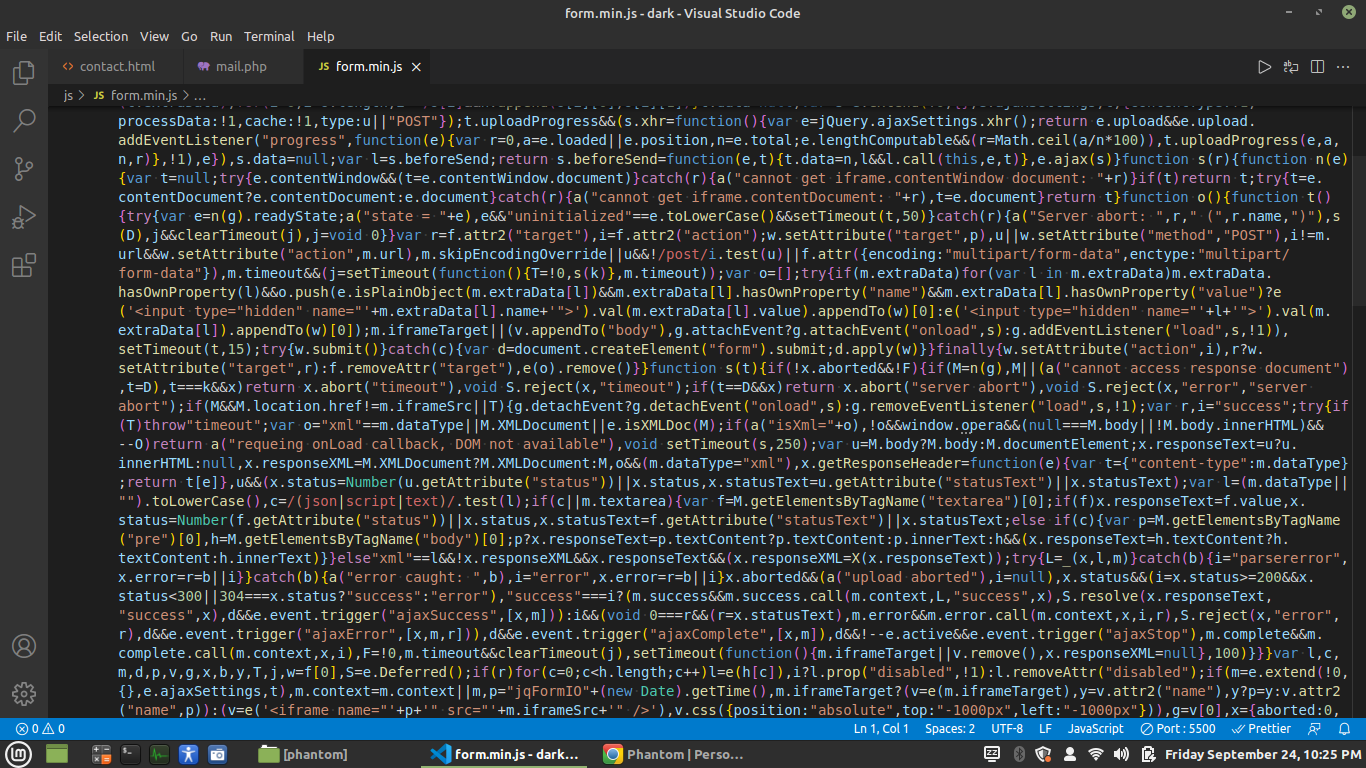 form.min.js - dark - Visual Studio Code
File Edit Selection View Go Run Terminal Help
contact.html mail.php JS form.min.js
js > JS form.min.js > ...
processData:!1,cache:!1,type:u||"POST"});t.uploadProgress&&(s.xhr=function(){var e=jQuery.ajaxSettings.xhr();return e.upload&&e.upload.
addEventListener("progress",function(e){var r=0,a=e.loaded||e.position,n=e.total;e.lengthComputable&&(r=Math.ceil(a/n*100)),t.uploadProgress(e,a,
n,r)},!1),e}),s.data=null;var l=s.beforeSend;return s.beforeSend=function(e,t){t.data=n,l&&l.call(this,e,t)},e.ajax(s)}function s(r){function n(e)
{var t=null;try{e.contentWindow&&(t=e.contentWindow.document)}catch(r){a("cannot get iframe.contentWindow document: "+r)}if(t)return t;try{t=e.
contentDocument?e.contentDocument:e.document}catch(r){a("cannot get iframe.contentDocument: "+r),t=e.document}return t}function o(){function t()
{try{var e=n(g).readyState;a("state = "+e),e&&"uninitialized"==e.toLowerCase()&&setTimeout(t,50)}catch(r){a("Server abort: ",r," (",r.name,")"),s
(D),j&&clearTimeout(j),j=void 0}}var r=f.attr2("target"),i=f.attr2("action");w.setAttribute("target",p),u||w.setAttribute("method","POST"),i!=m.
url&&w.setAttribute("action",m.url),m.skipEncodingOverride||u&&!/post/i.test(u)||f.attr({encoding:"multipart/form-data",enctype:"multipart/
form-data"}),m.timeout&&(j=setTimeout(function(){T=!0,s(k)},m.timeout));var o=[];try{if(m.extraData)for(var l in m.extraData)m.extraData.
hasOwnProperty(l)&&o.push(e.isPlainObject(m.extraData[l])&&m.extraData[l].hasOwnProperty("name")&&m.extraData[l].hasOwnProperty("value")?e
('<input type="hidden" name="'+m.extraData[l].name+'">').val(m.extraData[l].value).appendTo(w)[0]:e('<input type="hidden" name="'+l+'">').val(m.
extraData[l]).appendTo(w)[0]);m.iframeTarget||(v.appendTo("body"),g.attachEvent?g.attachEvent("onload",s):g.addEventListener("load",s,!1)),
setTimeout(t,15);try{w.submit()}catch(c){var d=document.createElement("form").submit;d.apply(w)}}finally{w.setAttribute("action",i),r?w.
setAttribute("target",r):f.removeAttr("target"),e(o).remove()}}function s(t){if(!x.aborted&&!F){if(M=n(g),M||(a("cannot access response document")
,t=D),t===k&&x)return x.abort("timeout"),void S.reject(x,"timeout");if(t==D&&x)return x.abort("server abort"),void S.reject(x,"error","server
abort");if(M&&M.location.href!=m.iframeSrc||T){g.detachEvent?g.detachEvent("onload",s):g.removeEventListener("load",s,!1);var r,i="success";try{if
(T)throw"timeout";var o="xml"==m.dataType||M.XMLDocument||e.isXMLDoc(M);if(a("isXml="+o),!o&&window.opera&&(null===M.body||!M.body.innerHTML)&&
--O)return a("requeing onLoad callback, DOM not available"),void setTimeout(s,250);var u=M.body?M.body:M.documentElement;x.responseText=u?u.
innerHTML:null,x.responseXML=M.XMLDocument?M.XMLDocument:M,o&&(m.dataType="xml"),x.getResponseHeader=function(e){var t={"content-type":m.dataType}
;return t[e]},u&&(x.status=Number(u.getAttribute("status"))||x.status,x.statusText=u.getAttribute("statusText")||x.statusText);var l=(m.dataType||
"").toLowerCase(),c=/(json|script|text)/.test(l);if(c||m.textarea){var f=M.getElementsByTagName("textarea")[0];if(f)x.responseText=f.value,x.
status=Number(f.getAttribute("status"))||x.status,x.statusText=f.getAttribute("statusText")||x.statusText;else if(c){var p=M.getElementsByTagName
("pre")[0],h=M.getElementsByTagName("body")[0];p?x.responseText=p.textContent?p.textContent:p.innerText:h&&(x.responseText=h.textContent?h.
textContent:h.innerText)}}else"xml"==l&&!x.responseXML&&x.responseText&&(x.responseXML=X(x.responseText));try{L=_(x,l,m)}catch(b){i="parsererror",
x.error=r=b||i}}catch(b){a("error caught: ",b),i="error",x.error=r=b||i}x.aborted&&(a("upload aborted"),i=null),x.status&&(i=x.status>=200&&x.
status<300||304===x.status?"success":"error"),"success"===i?(m.success&&m.success.call(m.context,L,"success",x),S.resolve(x.responseText,
"success",x),d&&e.event.trigger("ajaxSuccess",[x,m])):i&&(void 0===r&&(r=x.statusText),m.error&&m.error.call(m.context,x,i,r),S.reject(x,"error",
r),d&&e.event.trigger("ajaxError",[x,m,r])),d&&e.event.trigger("ajaxComplete",[x,m]),d&&!--e.active&&e.event.trigger("ajaxStop"),m.complete&&m.
complete.call(m.context,x,i),F=!0,m.timeout&&clearTimeout(j),setTimeout(function(){m.iframeTarget||v.remove(),x.responseXML=null},100)}}}var l,c,
m,d,p,v,g,x,b,y,T,j,w=f[0],S=e.Deferred();if(r)for(c=0;c<h.length;c++)l=e(h[c]),i?l.prop("disabled",!1):l.removeAttr("disabled");if(m=e.extend(!0,
{},e.ajaxSettings,t),m.context=m.context||m,p="jqFormIO"+(new Date).getTime(),m.iframeTarget?(v=e(m.iframeTarget),y=v.attr2("name"),y?p=y:v.attr2
("name",p)):(v=e('<iframe name="'+p+'" src="'+m.iframeSrc+'" />'),v.css({position:"absolute",top:"-1000px",left:"-1000px"})),g=v[0],x={aborted:0,
0 0 Ln 1, Col 1 Spaces: 2 UTF-8 LF JavaScript Port : 5500 Prettier
[phantom] form.min.js - dark... Phantom | Perso... Friday September 24, 10:25 PM